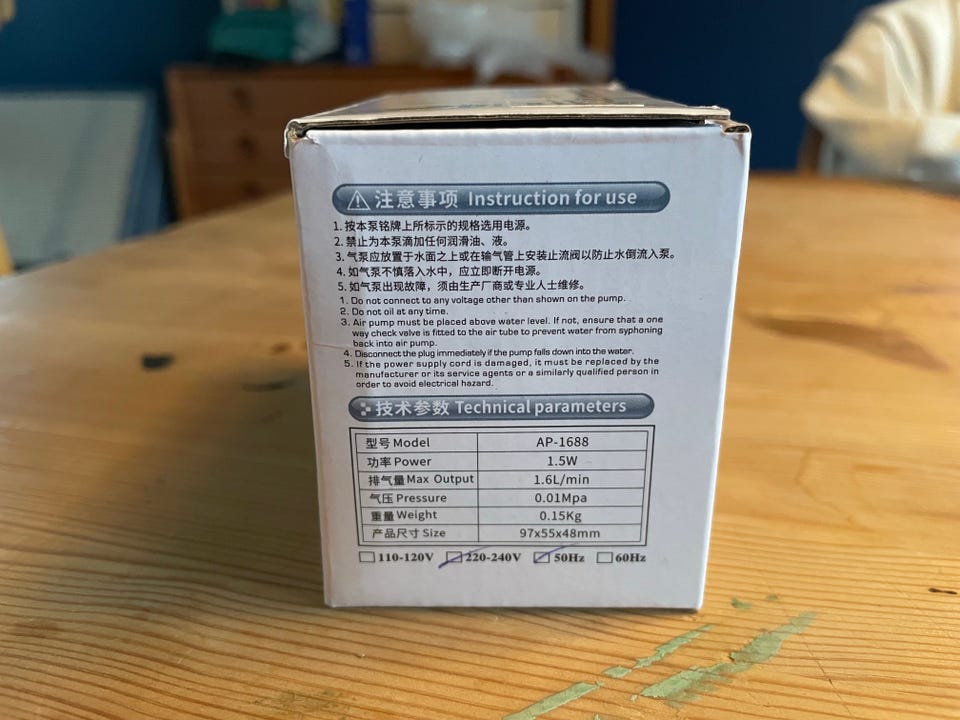 注意事项 Instruction for use
1. 按本泵铭牌上所标示的规格选用电源。
2. 禁止为本泵滴加任何润滑油、液。
3. 气泵应放置于水面之上或在输气管上安装止流阀以防止水倒流入泵。
4. 如气泵不慎落入水中，应立即断开电源。
5. 如气泵出现故障，须由生产厂商或专业人士维修。
1. Do not connect to any voltage other than shown on the pump.
2. Do not oil at any time.
3. Air pump must be placed above water level. If not, ensure that a one
way check valve is fitted to the air tube to prevent water from syphoning
back into air pump.
4. Disconnect the plug immediately if the pump falls down into the water.
5. If the power supply cord is damaged, it must be replaced by the
manufacturer or its service agents or a similarly qualified person in
order to avoid electrical hazard.
技术参数 Technical parameters
型号 Model AP-1688
功率 Power 1.5W
排气量 Max Output 1.6L/min
气压 Pressure 0.01Mpa
重量 Weight 0.15Kg
产品尺寸 Size 97x55x48mm
110-120V 220-240V 50Hz 60Hz